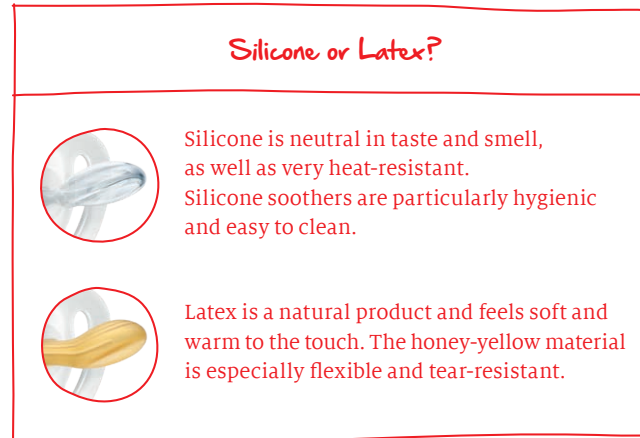 Silicone or Latex?
Silicone is neutral in taste and smell,
as well as very heat-resistant.
Silicone soothers are particularly hygienic
and easy to clean.
Latex is a natural product and feels soft and
warm to the touch. The honey-yellow material
is especially flexible and tear-resistant.